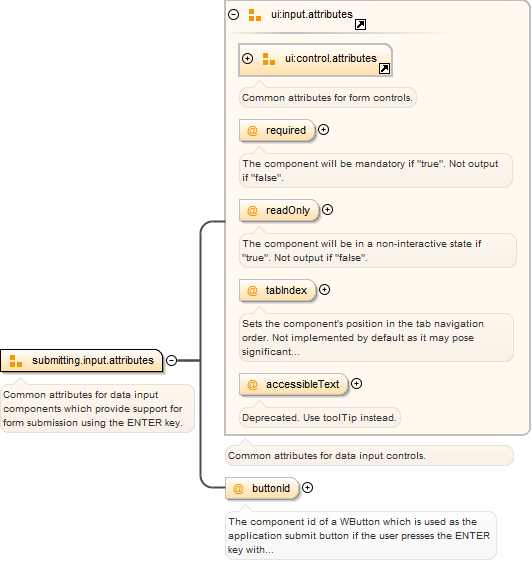 ui:input.attributes
ui:control.attributes
Common attributes for form controls.
@ required
The component will be mandatory if "true". Not output
if "false".
@ readOnly
The component will be in a non-interactive state if
"true". Not output if "false".
@ tabIndex
Sets the component's position in the tab navigation
order. Not implemented by default as it may pose
significant...
submitting.input.attributes
Common attributes for data input
components which provide support for
form submission using the ENTER key.
@ accessibleText
Deprecated. Use toolTip instead.
Common attributes for data input controls.
@ buttonId
The component id of a WButton which is used as the
application submit button if the user presses the ENTER
key with...